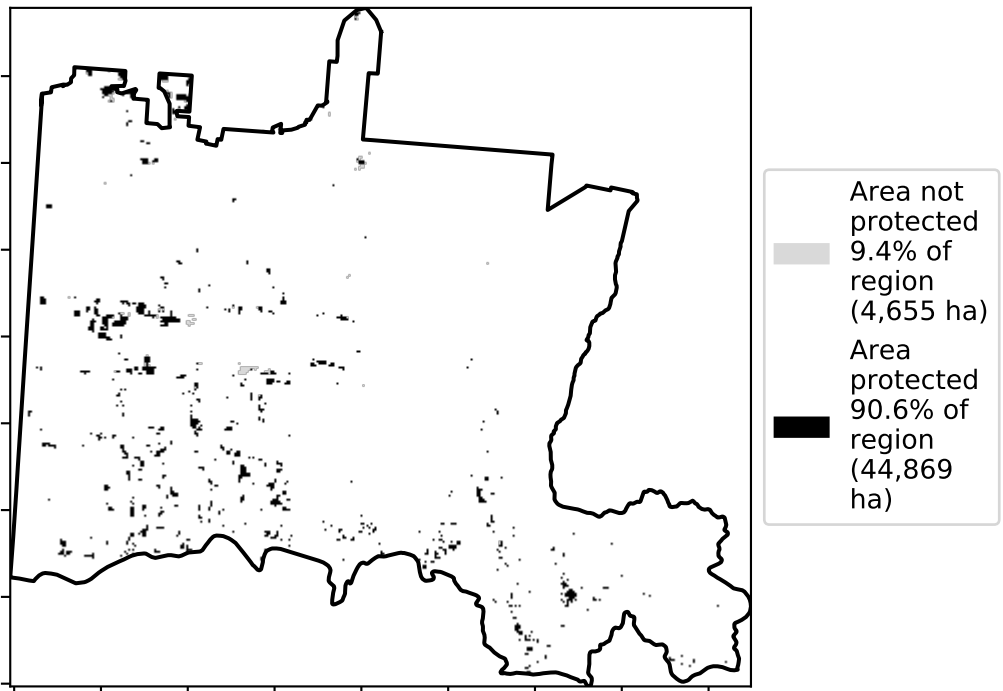 Area not
protected
9.4% of
region
(4,655 ha)
Area
protected
90.6% of
region
(44,869
ha)